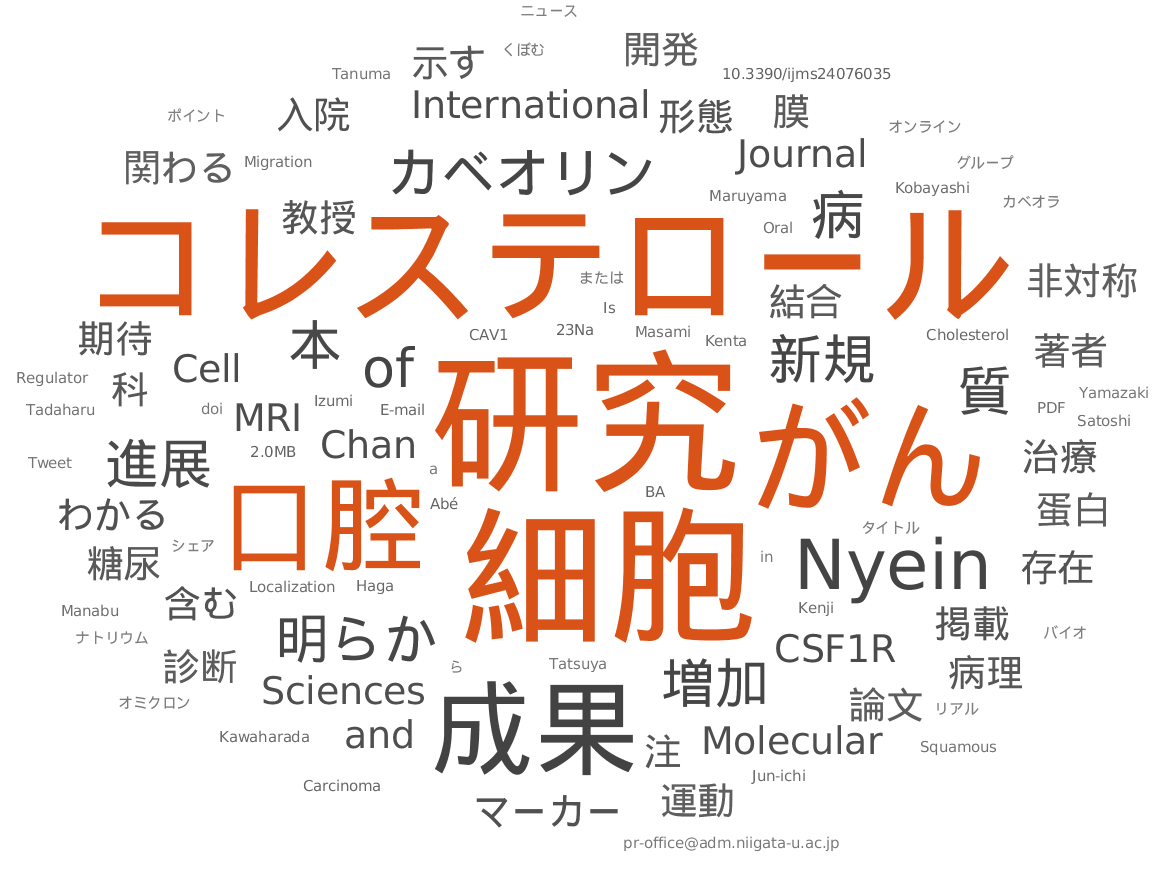 ニュース
示す
くぼむ
開発
Tanuma
10.3390/ijms24076035
International
入院
形態
膜
ポイント
オンライン
関わる
Migration
カベオリン
Journal
グループ
教授
Maruyama
病
Kobayashi
カベオラ
Oral
コレステロール
または
非対称
Is
結合
期待
本
CAV1
23Na
Masami
Kenta
Cholesterol
新規
著者
Cell
of
Regulator
科
研究
質
Yamazaki
Tadaharu
doi
MRI
Izumi
E-mail
PDF
Satoshi
がん
進展
2.0MB
Chan
Tweet
a
治療
BA
わかる
口腔
Abé
蛋白
タイトル
糖尿
シェア
細胞
in
Nyein
存在
Localization
Haga
含む
Manabu
Kenji
ナトリウム
明らか
掲載
バイオ
診断
ら
Tatsuya
CSF1R
病理
Sciences
増加
オミクロン
論文
リアル
成果
Kawaharada
and
注
Molecular
Squamous
Carcinoma
Jun-ichi
マーカー
運動
pr-office@adm.niigata-u.ac.jp